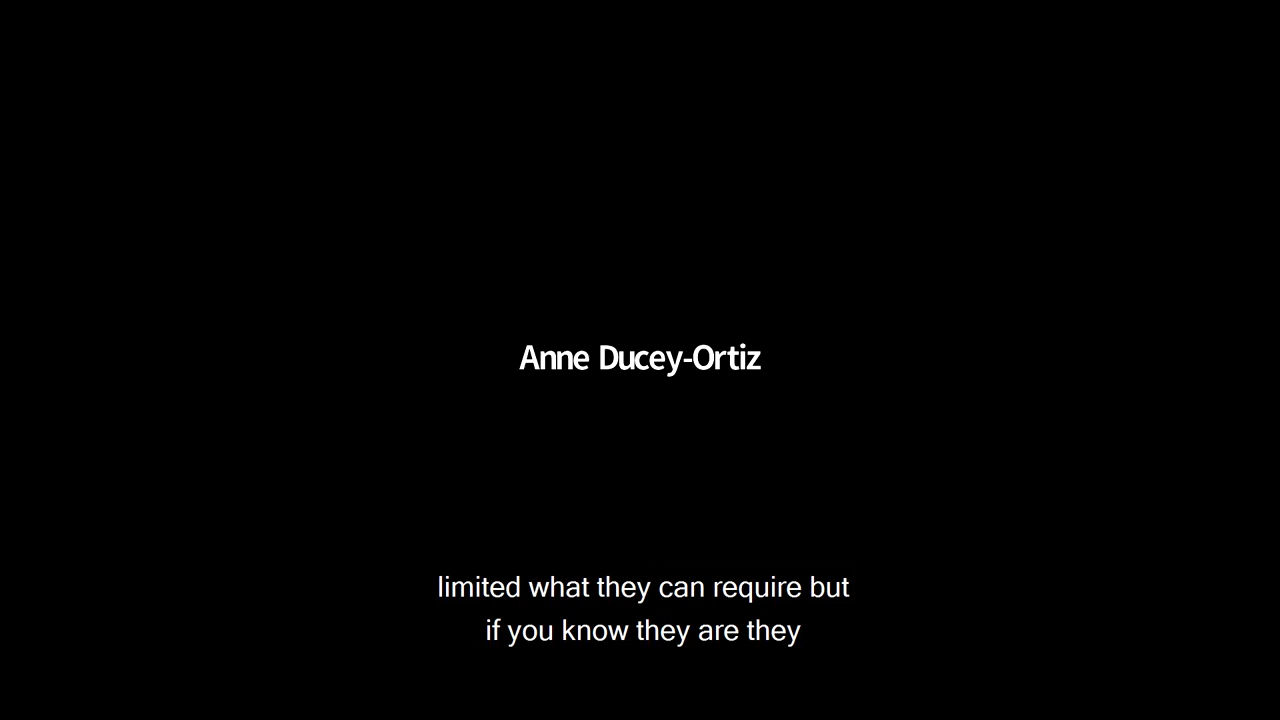 Anne Ducey-Ortiz
limited what they can require but
if you know they are they